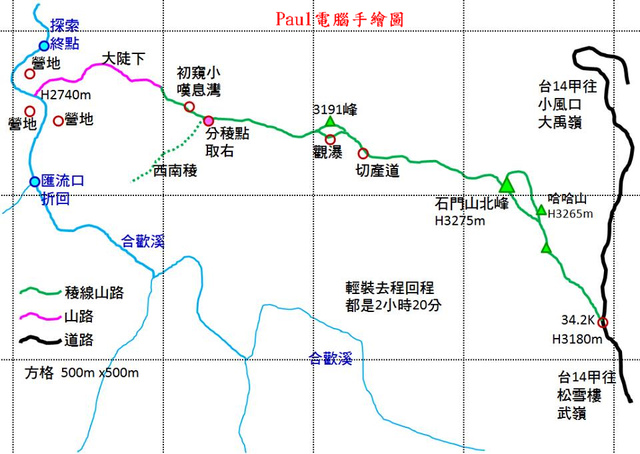 Paul電腦手繪圖
探索
終點
營地
大陡下
H2740m
營地
營地
初窺小
嘆息灣
3191峰
分稜點
取右
觀瀑
切產道
西南稜
台14甲往
小風口
大禹嶺
匯流口
折回
石門山北峰
H3275m
哈哈山
H3265m
合歡溪
輕裝去程回程
都是2小時20分
稜線山路
山路
道路
方格 500m x500m
合歡溪
34.2K
H3180m
台14甲往
松雪樓
武嶺